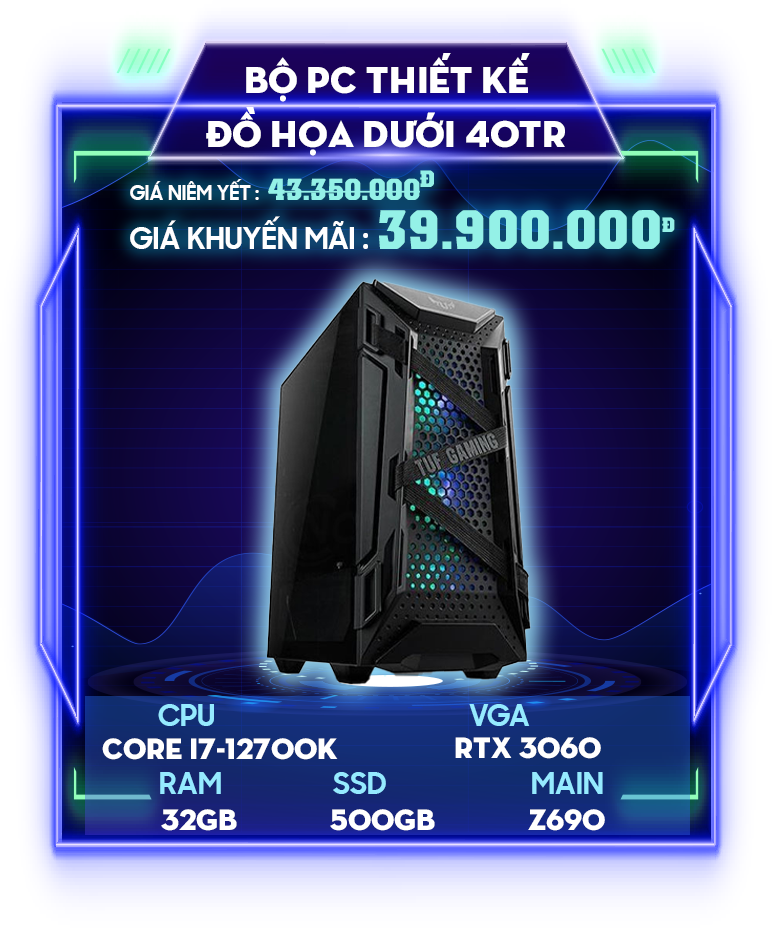 BỘ PC THIẾT KẾ
ĐỒ HỌA DƯỚI 40TR
GIÁ NIÊM YẾT : 43.350.000Đ
GIÁ KHUYẾN MÃI : 39.900.000Đ
TUF GAMING
CPU VGA
CORE I7-12700K RTX 3060
RAM SSD MAIN
32GB 500GB Z690